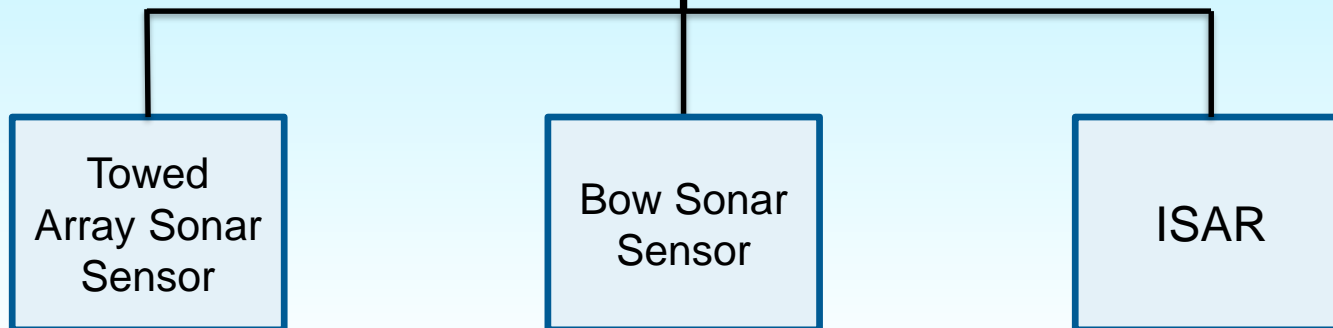 Towed
Array Sonar
Sensor
Bow Sonar
Sensor
ISAR